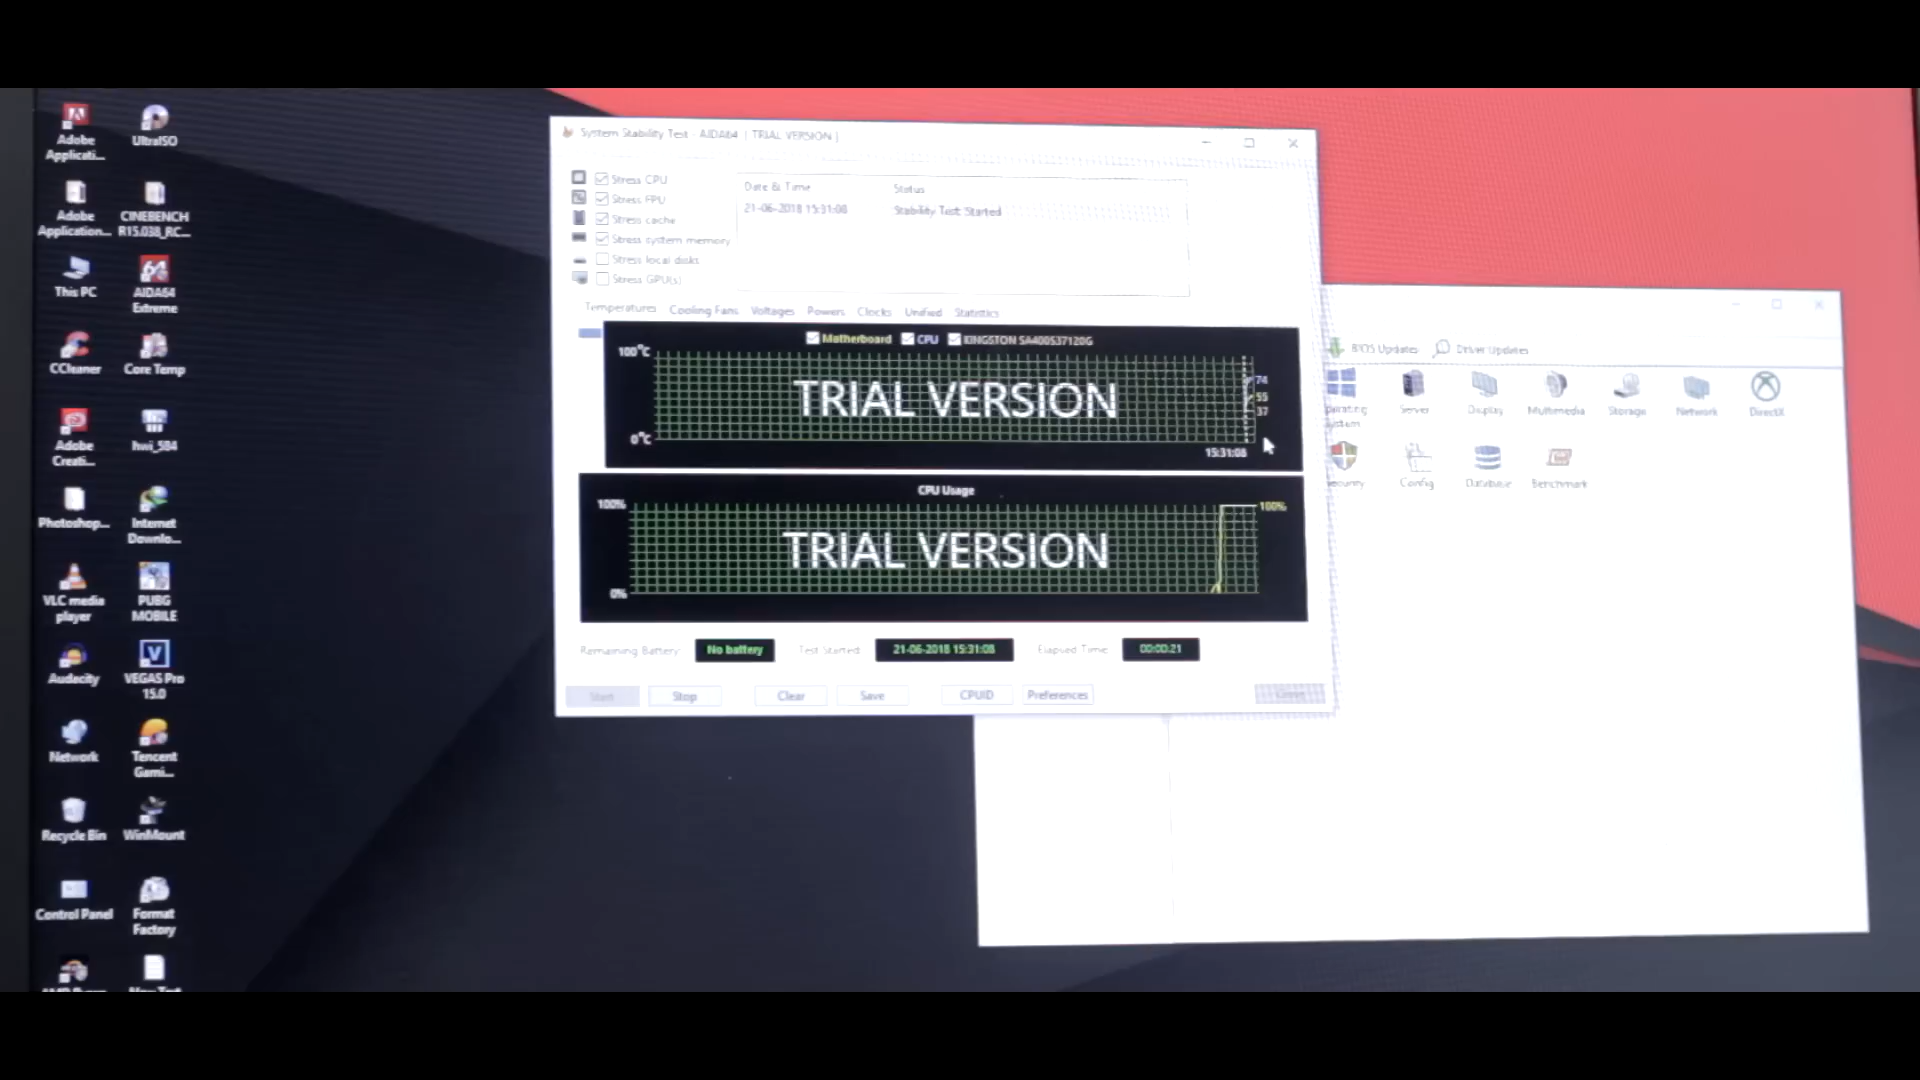 Adobe
Applicati...
UltraISO
Adobe
Application...
CINEBENCH
R15.038_RC...
This PC
AIDA64
Extreme
CCleaner
Core Temp
Adobe
Creati...
hwi_584
Photoshop...
Internet
Downlo...
VLC media
player
PUBG
MOBILE
Audacity
VEGAS Pro
15.0
Network
Tencent
Gami...
Recycle Bin
WinMount
Control Panel
Format
Factory
System Stability Test - AIDA64 [ TRIAL VERSION ]
Stress CPU
Stress FPU
Stress cache
Stress system memory
Stress local disks
Stress GPU(s)
Date & Time
Status
21-06-2018 15:31:08
Stability Test: Started
Temperatures Cooling Fans Voltages Powers Clocks Unified Statistics
Motherboard CPU KINGSTON SA400S37120G
100°C
TRIAL VERSION
74
55
37
0°C
15:31:08
CPU Usage
100%
100%
TRIAL VERSION
0%
Remaining Battery: No battery Test Started: 21-06-2018 15:31:08 Elapsed Time: 00:00:21
Start Stop Clear Save CPUID Preferences
BIOS Updates Driver Updates
Server Display Multimedia Storage Network DirectX
Config Database Benchmark